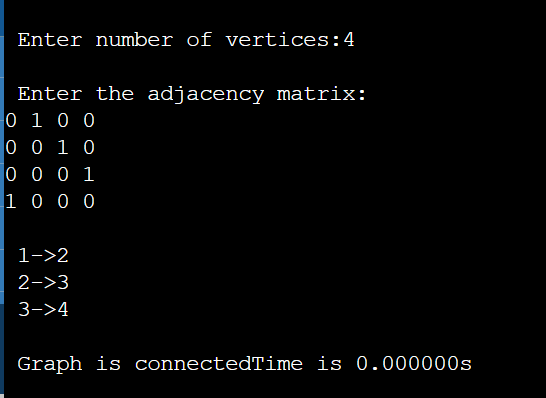 Enter number of vertices:4
Enter the adjacency matrix:
0 1 0 0
0 0 1 0
0 0 0 1
1 0 0 0
1->2
2->3
3->4
Graph is connectedTime is 0.000000s